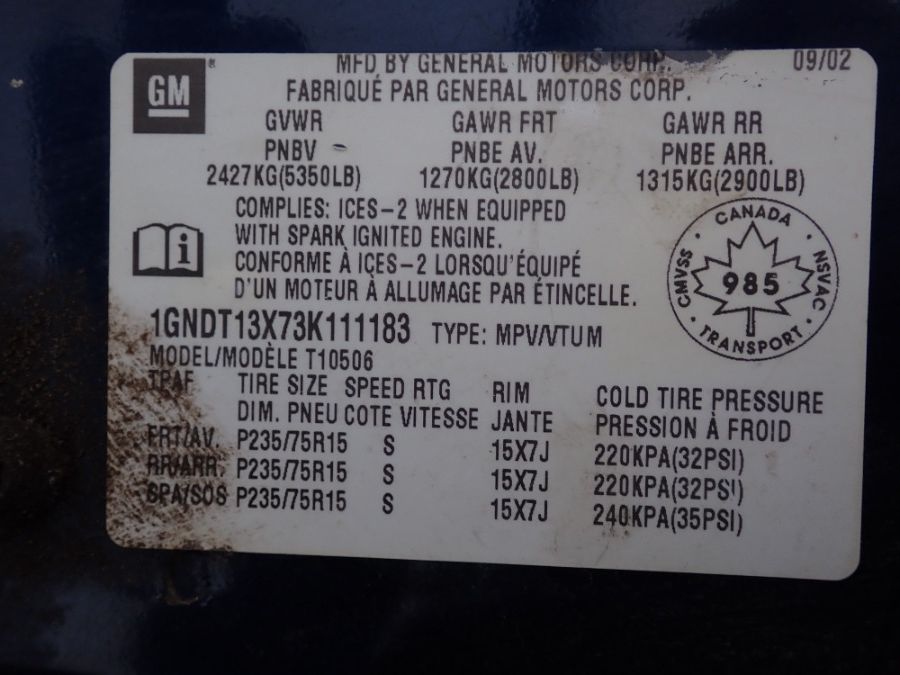 GM®
MFD BY GENERAL MOTORS CORP. 09/02
FABRIQUÉ PAR GENERAL MOTORS CORP.
GVWR GAWR FRT GAWR RR
PNBV PNBE AV. PNBE ARR.
2427KG(5350LB) 1270KG(2800LB) 1315KG(2900LB)
COMPLIES: ICES-2 WHEN EQUIPPED
WITH SPARK IGNITED ENGINE.
CONFORME À ICES-2 LORSQU'ÉQUIPÉ
D'UN MOTEUR À ALLUMAGE PAR ÉTINCELLE.
CANADA
CMVSS 985 NSVAC
• TRANSPORT •
1GNDT13X73K111183 TYPE: MPV/VTUM
MODEL/MODÈLE T10506
TPAF TIRE SIZE SPEED RTG RIM COLD TIRE PRESSURE
DIM. PNEU COTE VITESSE JANTE PRESSION À FROID
FRT/AV. P235/75R15 S 15X7J 220KPA(32PSI)
RR/ARR. P235/75R15 S 15X7J 220KPA(32PSI)
SPA/SOS P235/75R15 S 15X7J 240KPA(35PSI)